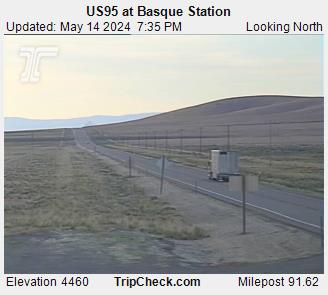 US95 at Basque Station
Updated: May 14 2024 7:35 PM Looking North
Elevation 4460 TripCheck.com Milepost 91.62